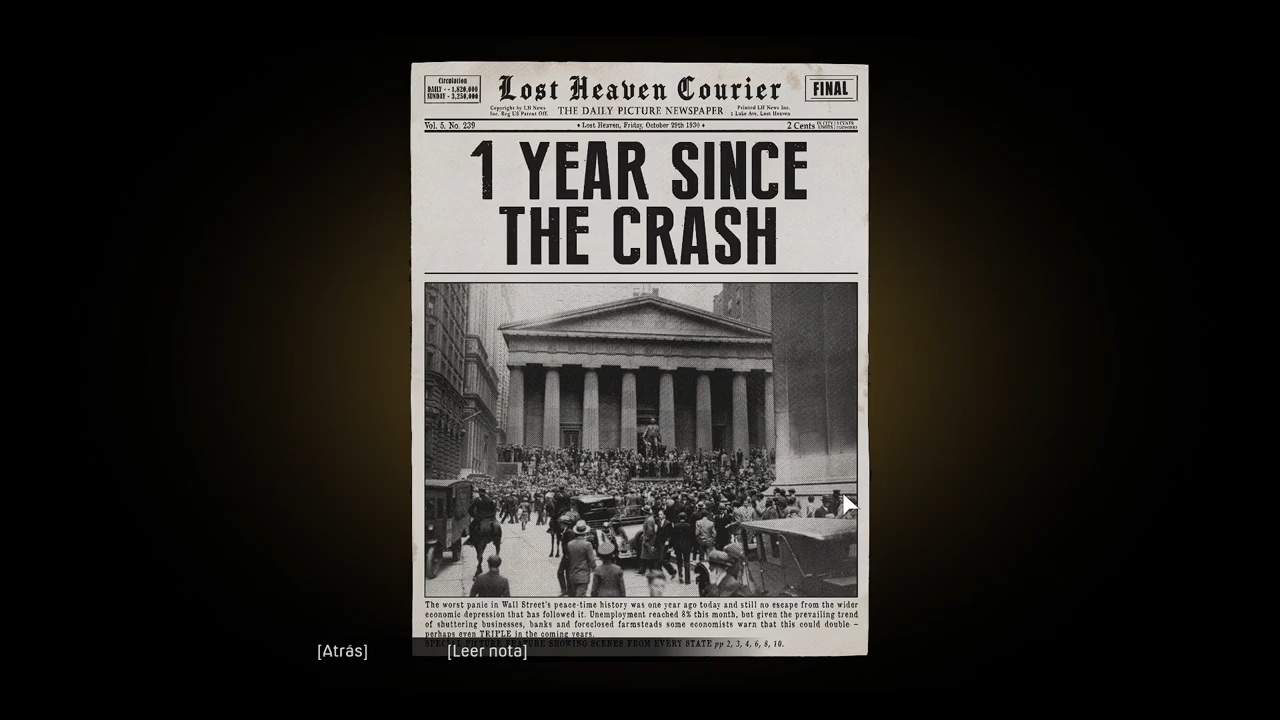 Circulation
DAILY - - 1,820,000
SUNDAY - 3,250,000
Lost Heaven Courier
FINAL
Copyright by LH News
Inc. Reg US Patent Off.
THE DAILY PICTURE NEWSPAPER
Printed LH News Inc.
1 Lake Ave, Lost Heaven
Vol. 5. No. 239
• Lost Heaven, Friday, October 29th 1930 •
2 Cents
1 YEAR SINCE
THE CRASH
The worst panic in Wall Street's peace-time history was one year ago today and still no escape from the wider
economic depression that has followed it. Unemployment reached 8% this month, but given the prevailing trend
of shuttering businesses, banks and foreclosed farmsteads some economists warn that this could double –
perhaps even TRIPLE in the coming years.
SPECIAL PICTURE FEATURE SHOWING SCENES FROM EVERY STATE pp 2, 3, 4, 6, 8, 10.
[Atrás]
[Leer nota]